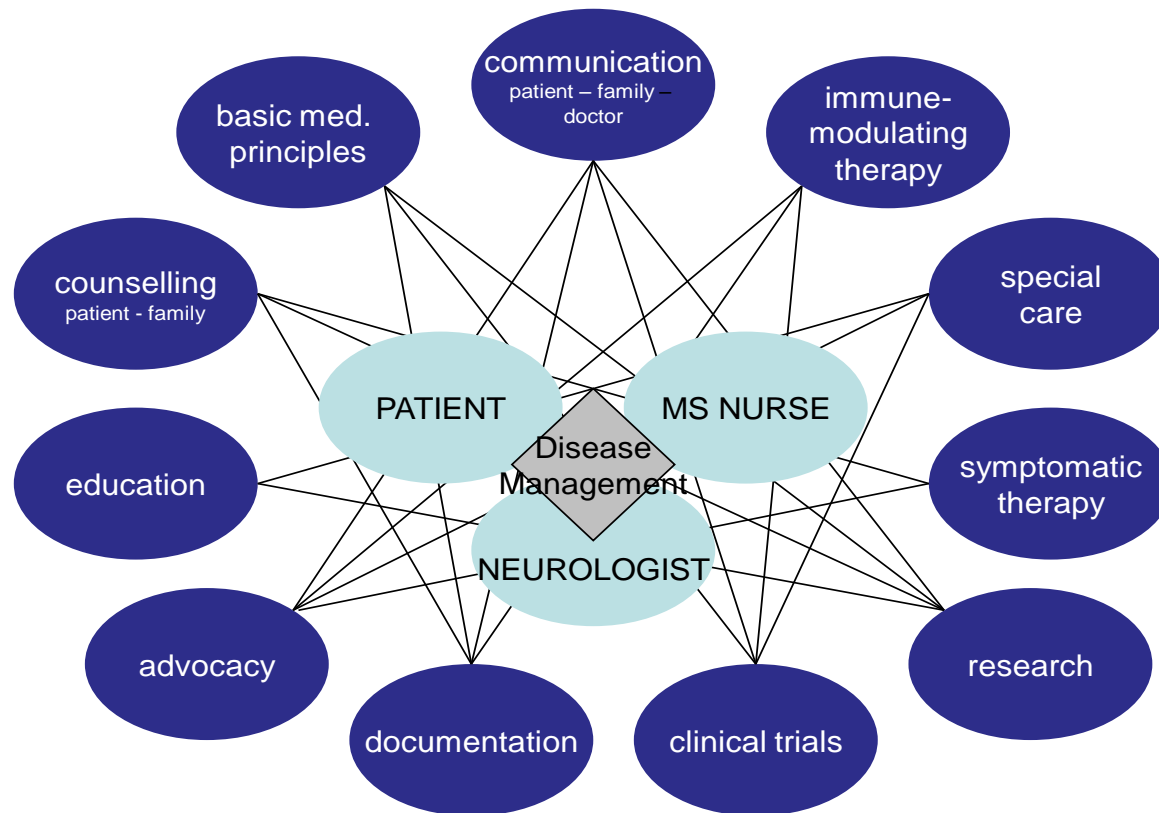 communication
patient – family –
doctor
basic med.
principles
immune-
modulating
therapy
counselling
patient - family
special
care
PATIENT
MS NURSE
Disease
Management
education
symptomatic
therapy
NEUROLOGIST
advocacy
research
documentation
clinical trials